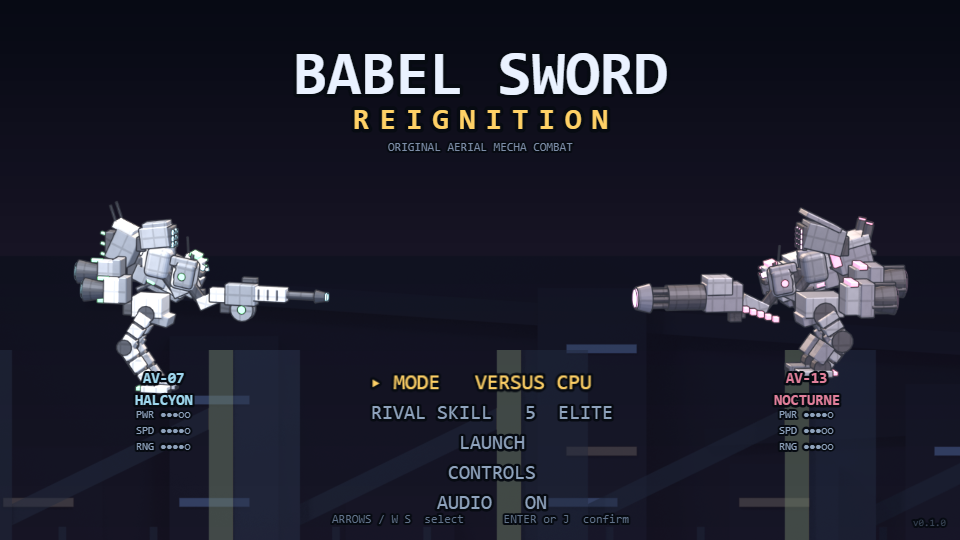 BABEL SWORD
REIGNITION
ORIGINAL AERIAL MECHA COMBAT
▸ MODE VERSUS CPU
RIVAL SKILL 5 ELITE
LAUNCH
CONTROLS
AUDIO ON
AV-07
HALCYON
PWR ●●●○○
SPD ●●●●○
RNG ●●●●○
AV-13
NOCTURNE
PWR ●●●●○
SPD ●●●○○
RNG ●●●●○
ARROWS / W S select ENTER or J confirm
v0.1.0